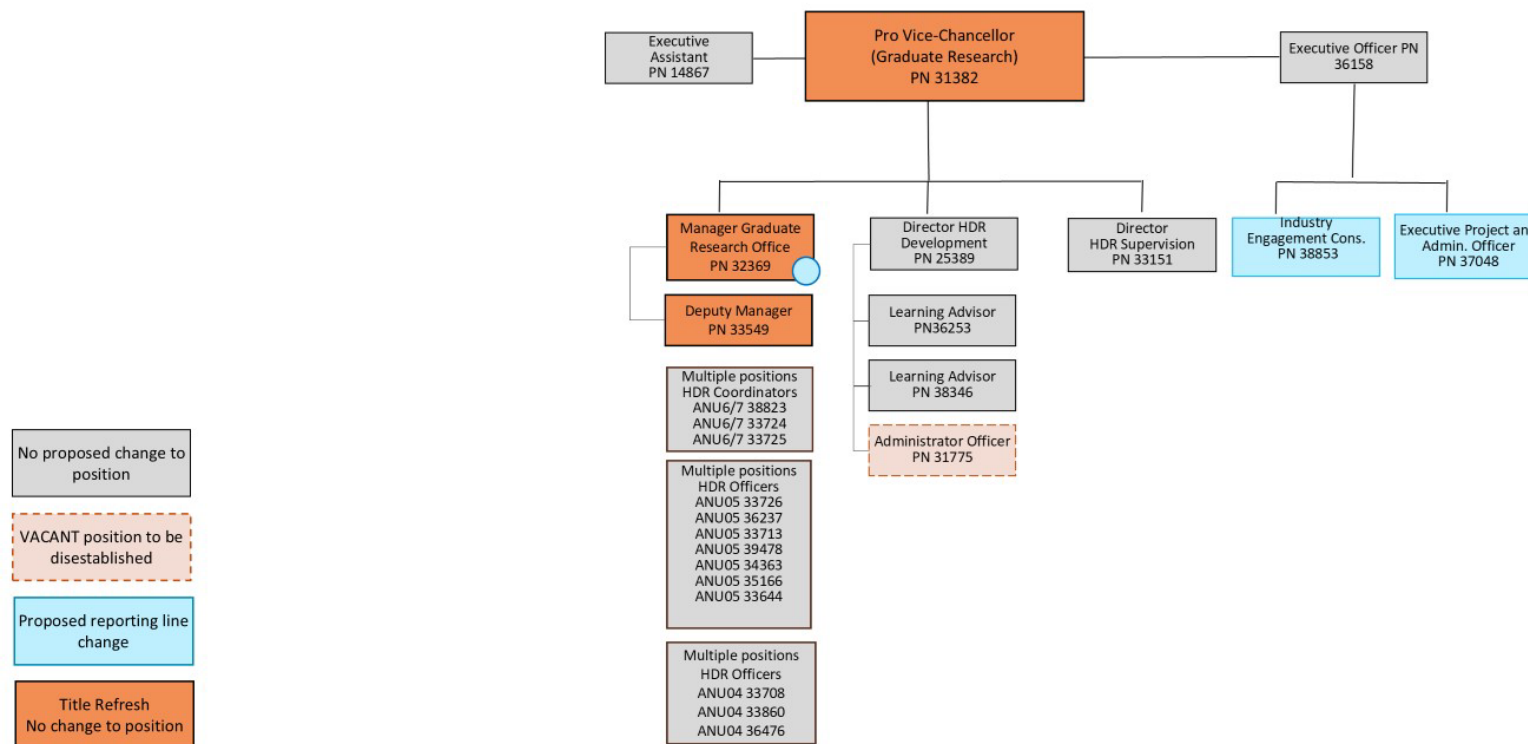 Executive
Assistant
PN 14867
Pro Vice-Chancellor
(Graduate Research)
PN 31382
Executive Officer PN
36158
Manager Graduate
Research Office
PN 32369
Director HDR
Development
PN 25389
Director
HDR Supervision
PN 33151
Industry
Engagement Cons.
PN 38853
Executive Project an
Admin. Officer
PN 37048
Deputy Manager
PN 33549
Learning Advisor
PN36253
Multiple positions
HDR Coordinators
ANU6/7 38823
ANU6/7 33724
ANU6/7 33725
Learning Advisor
PN 38346
Administrator Officer
PN 31775
Multiple positions
HDR Officers
ANU05 33726
ANU05 36237
ANU05 33713
ANU05 39478
ANU05 34363
ANU05 35166
ANU05 33644
Multiple positions
HDR Officers
ANU04 33708
ANU04 33860
ANU04 36476
No proposed change to
position
VACANT position to be
disestablished
Proposed reporting line
change
Title Refresh
No change to position